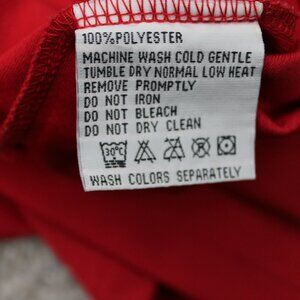 100%POLYESTER
MACHINE WASH COLD GENTLE
TUMBLE DRY NORMAL LOW HEAT
REMOVE PROMPTLY
DO NOT IRON
DO NOT BLEACH
DO NOT DRY CLEAN
30°C
WASH COLORS SEPARATELY